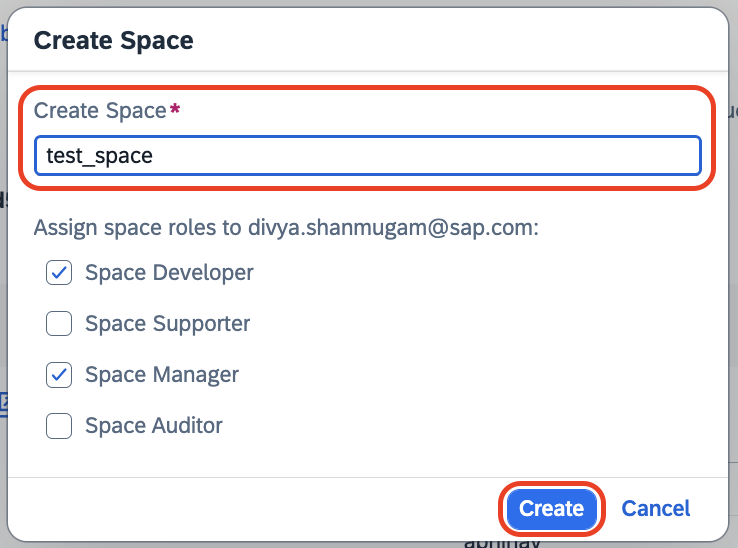 Create Space
Create Space*
test_space
Assign space roles to divya.shanmugam@sap.com:
Space Developer
Space Supporter
Space Manager
Space Auditor
Create Cancel